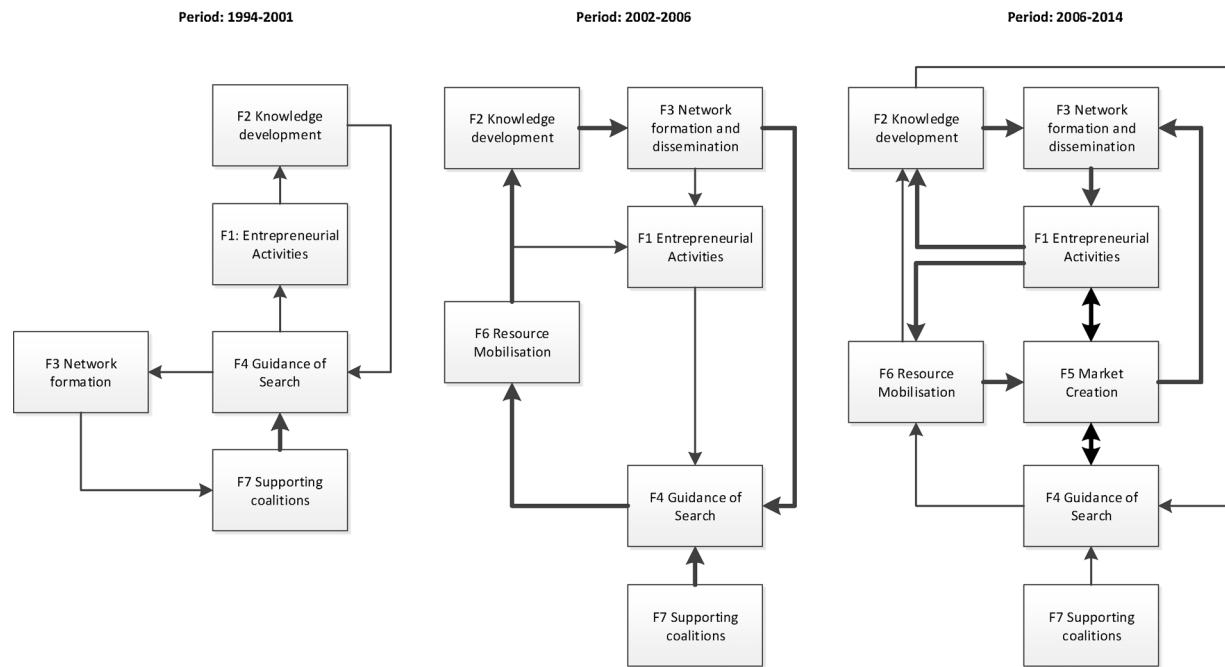 Period: 1994-2001
F2 Knowledge
development
F1: Entrepreneurial
Activities
F3 Network
formation
F4 Guidance of
Search
F7 Supporting
coalitions
Period: 2002-2006
F2 Knowledge
development
F3 Network
formation and
dissemination
F1 Entrepreneurial
Activities
F6 Resource
Mobilisation
F4 Guidance of
Search
F7 Supporting
coalitions
Period: 2006-2014
F2 Knowledge
development
F3 Network
formation and
dissemination
F1 Entrepreneurial
Activities
F6 Resource
Mobilisation
F5 Market
Creation
F4 Guidance of
Search
F7 Supporting
coalitions